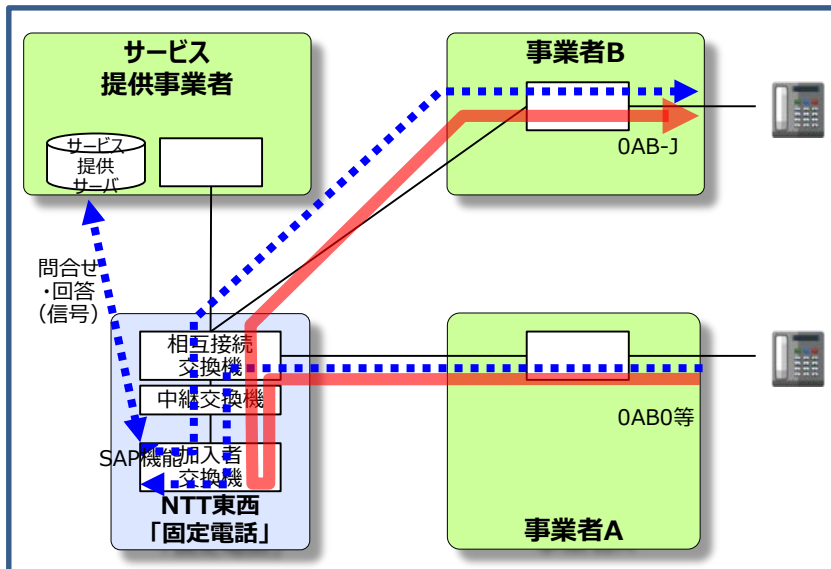 サービス
提供事業者
サービス
提供
サーバ
事業者B
0AB-J
問合せ
・回答
（信号）
相互接続
交換機
中継交換機
SAP機能
加入者
交換機
NTT東西
「固定電話」
0AB0等
事業者A